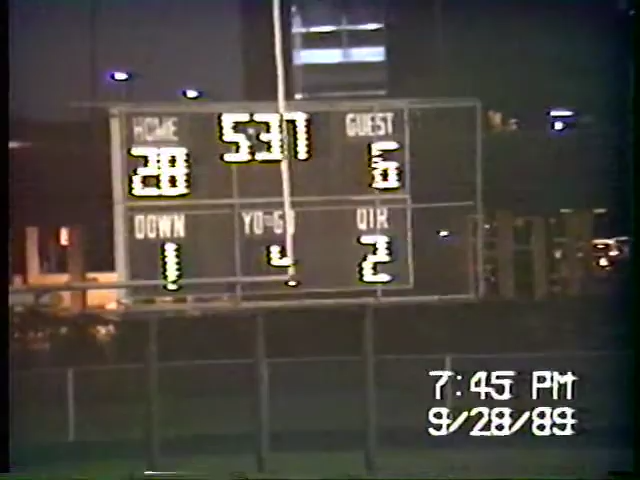 HOME 5:37 GUEST
28 6
DOWN YD-GO QTR
1 2
7:45 PM
9/28/89